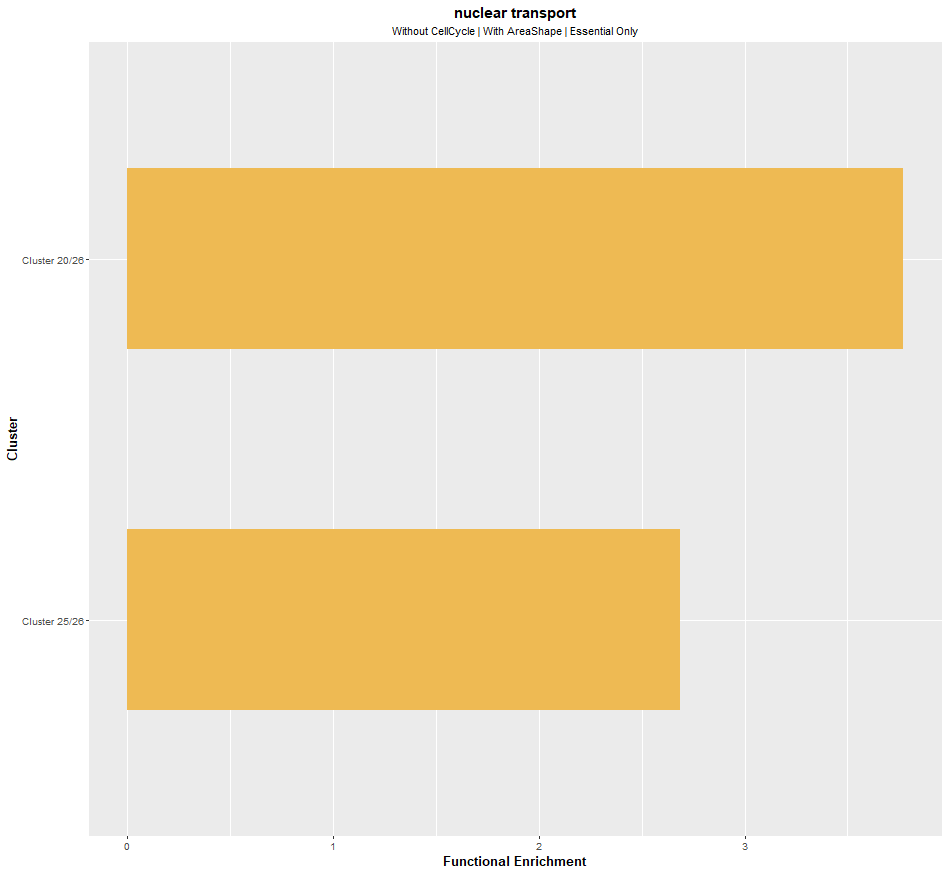 nuclear transport
Without CellCycle | With AreaShape | Essential Only
Cluster
Cluster 20/26
Cluster 25/26
0 1 2 3
Functional Enrichment